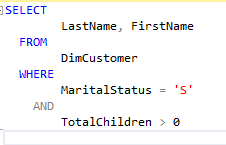 SELECT
LastName, FirstName
FROM
DimCustomer
WHERE
MaritalStatus = 'S'
AND
TotalChildren > 0